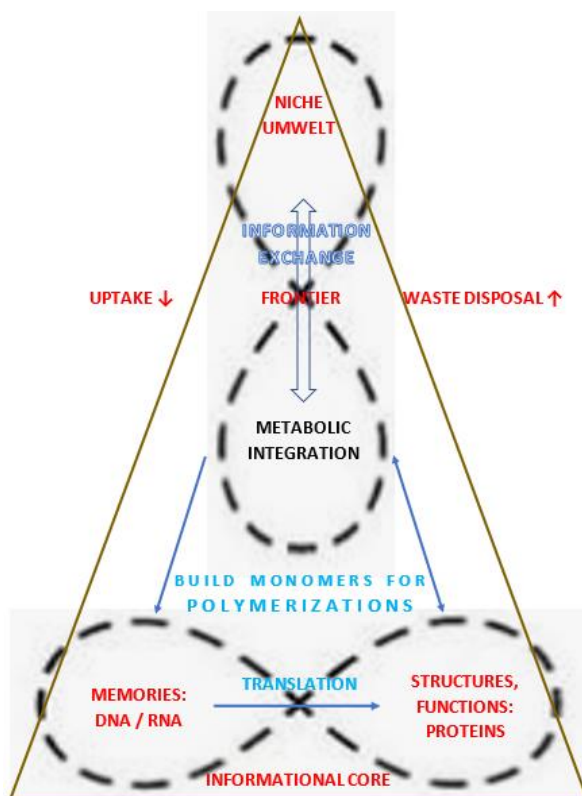 NICHE
UMWELT
INFORMATION
EXCHANGE
UPTAKE ↓
FRONTIER
WASTE DISPOSAL ↑
METABOLIC
INTEGRATION
BUILD MONOMERS FOR
POLYMERIZATIONS
MEMORIES:
DNA / RNA
TRANSLATION
STRUCTURES,
FUNCTIONS:
PROTEINS
INFORMATIONAL CORE